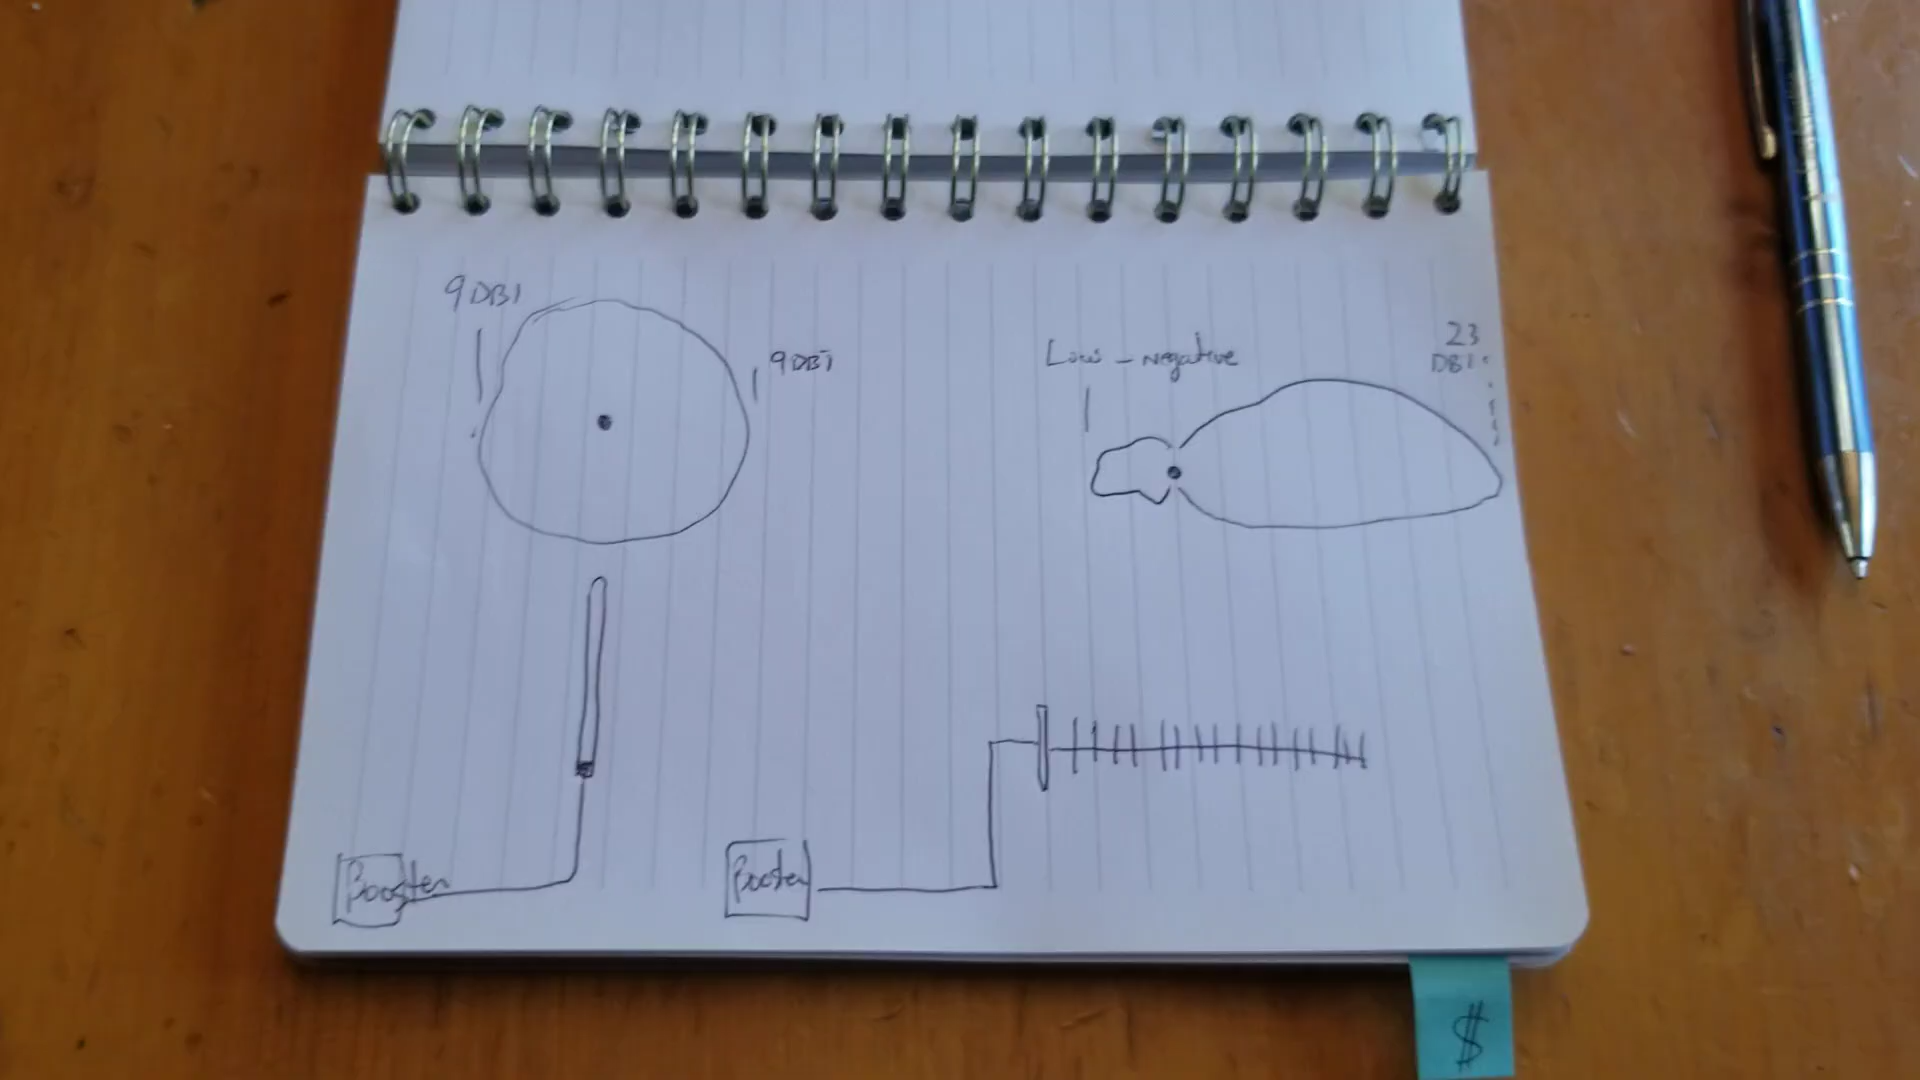 9DBI
9DBI
Low - negative
23
DBI
Booster
Booster
$